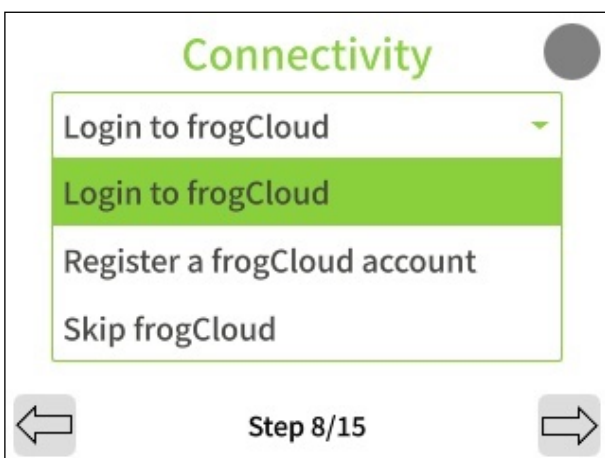 Connectivity
Login to frogCloud
Login to frogCloud
Register a frogCloud account
Skip frogCloud
Step 8/15